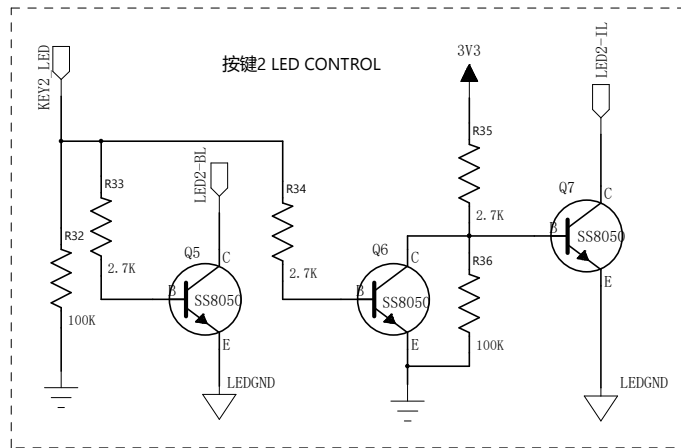 按键2 LED CONTROL
KEY2_LED
LED2-BL
3V3
LED2-IL
R33
2.7K
R34
2.7K
R35
2.7K
R32
100K
Q5
B
C
E
SS8050
LEDGND
Q6
B
C
E
SS8050
R36
100K
Q7
B
C
E
SS8050
LEDGND